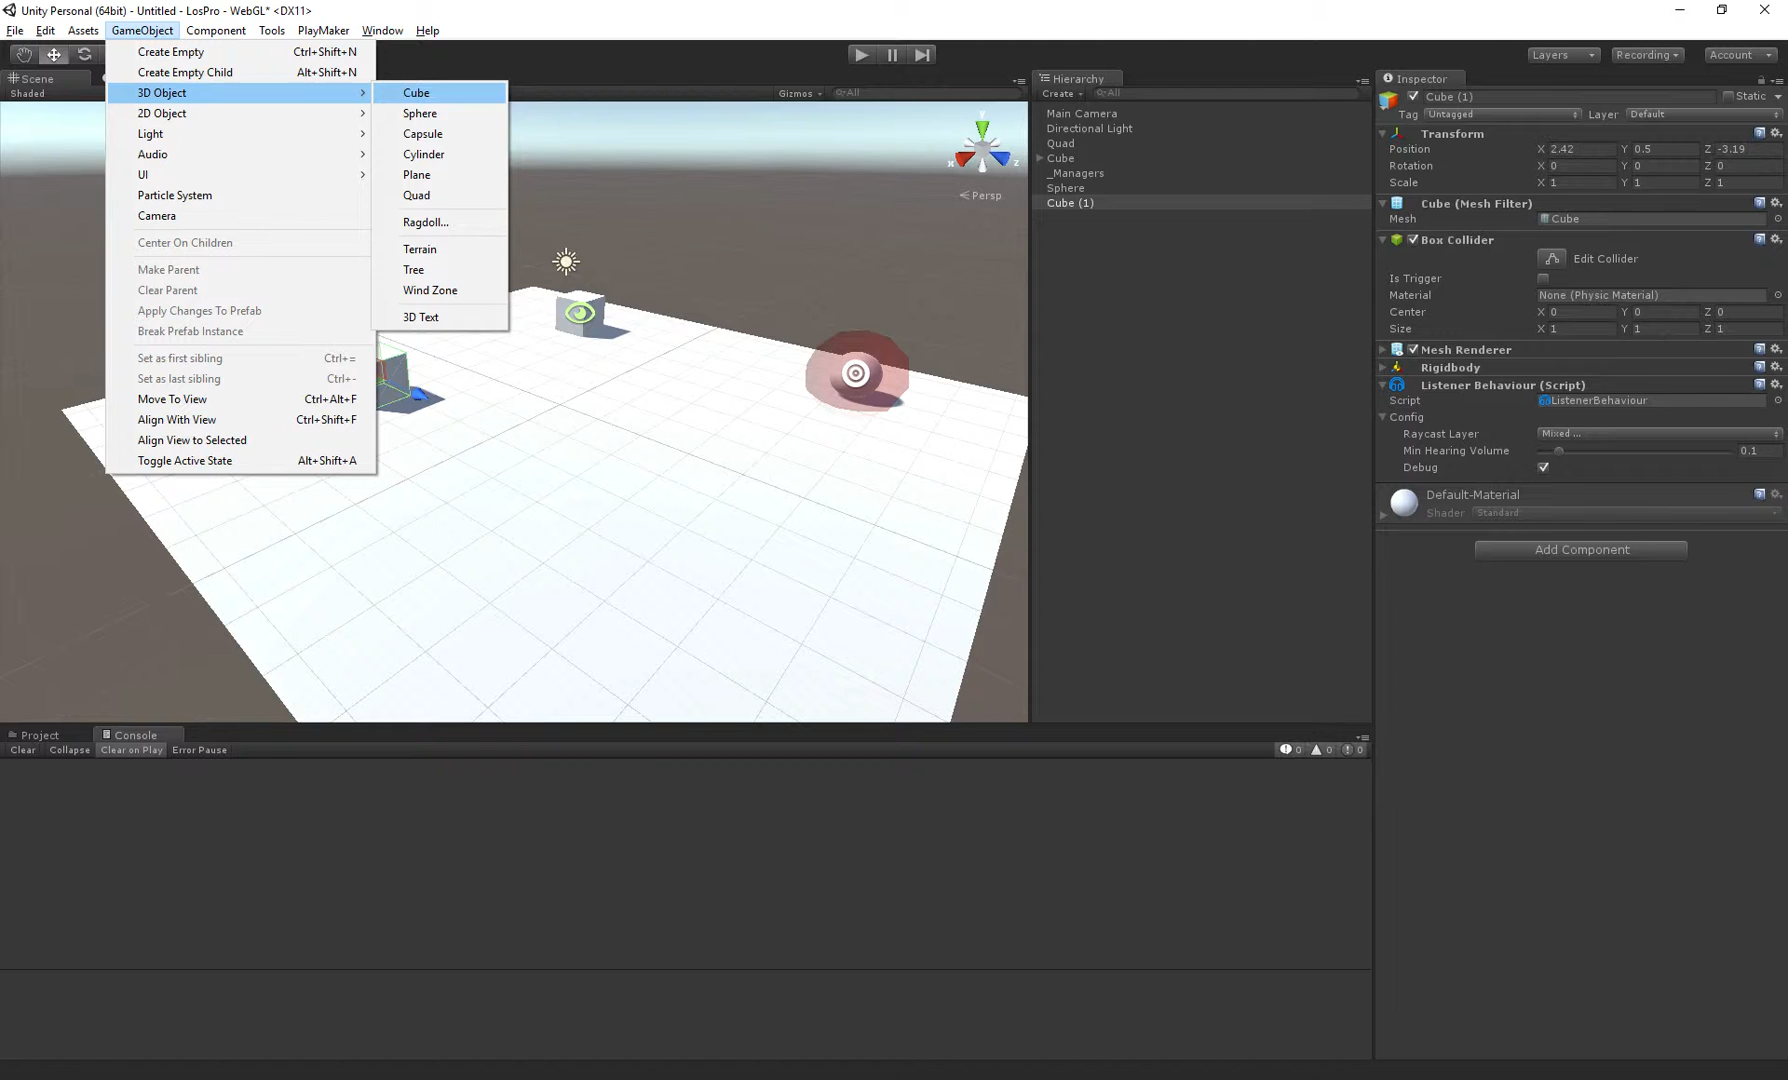 Unity Personal (64bit) - Untitled - LosPro - WebGL* <DX11>
File Edit Assets GameObject Component Tools PlayMaker Window Help
Layers Recording Account
Create Empty Ctrl+Shift+N
Create Empty Child Alt+Shift+N
3D Object
2D Object
Light
Audio
UI
Particle System
Camera
Center On Children
Make Parent
Clear Parent
Apply Changes To Prefab
Break Prefab Instance
Set as first sibling Ctrl+=
Set as last sibling Ctrl+-
Move To View Ctrl+Alt+F
Align With View Ctrl+Shift+F
Align View to Selected
Toggle Active State Alt+Shift+A
Cube
Sphere
Capsule
Cylinder
Plane
Quad
Ragdoll...
Terrain
Tree
Wind Zone
3D Text
Scene
Shaded
Gizmos All
y
x z
Persp
Hierarchy
Create All
Main Camera
Directional Light
Quad
Cube
_Managers
Sphere
Cube (1)
Inspector
Cube (1) Static
Tag Untagged Layer Default
Transform
Position X 2.42 Y 0.5 Z -3.19
Rotation X 0 Y 0 Z 0
Scale X 1 Y 1 Z 1
Cube (Mesh Filter)
Mesh Cube
Box Collider
Edit Collider
Is Trigger
Material None (Physic Material)
Center X 0 Y 0 Z 0
Size X 1 Y 1 Z 1
Mesh Renderer
Rigidbody
Listener Behaviour (Script)
Script ListenerBehaviour
Config
Raycast Layer Mixed ...
Min Hearing Volume 0.1
Debug
Default-Material
Shader Standard
Add Component
Project Console
Clear Collapse Clear on Play Error Pause
0 0 0